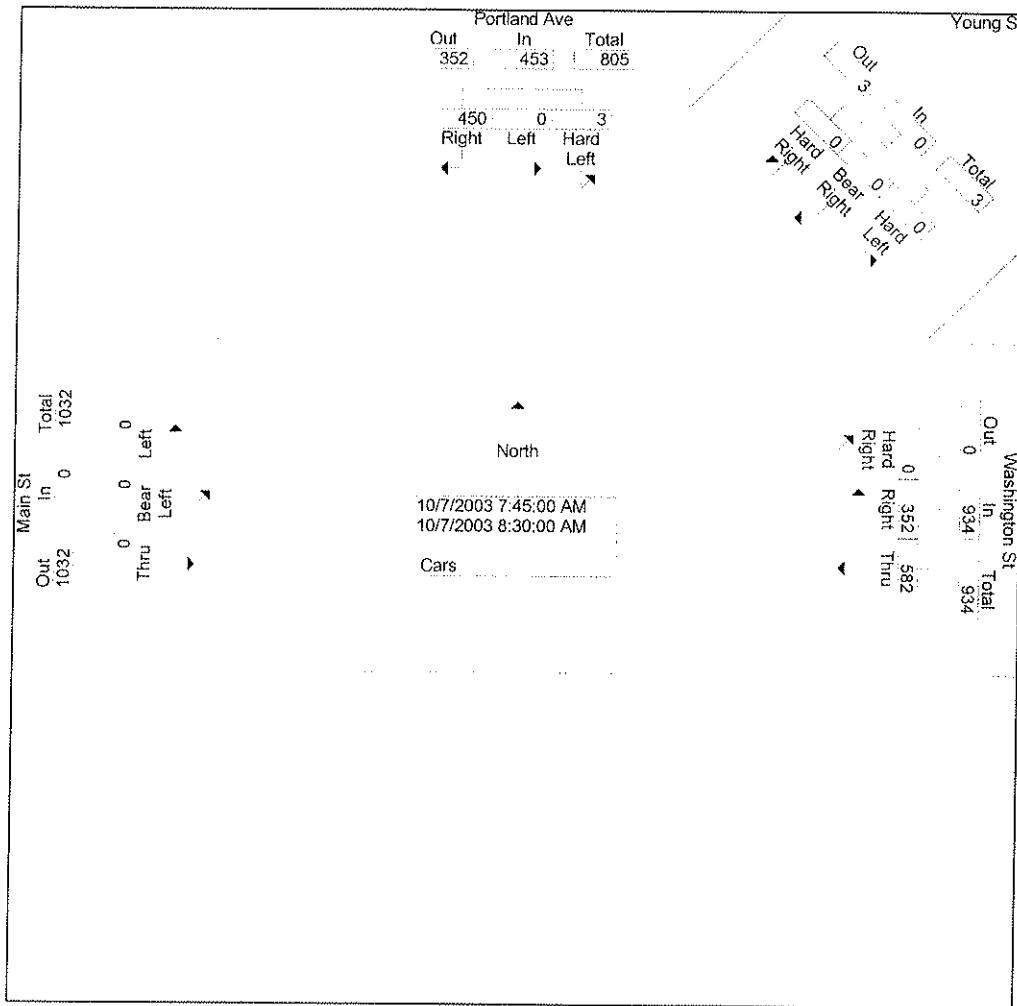 Portland Ave
Out In Total
352 453 805
450 0 3
Right Left Hard Left
Young S
Out In Total
3 0 3
0 0 0
Hard Right Bear Right Hard Left
Main St
Out In Total
1032 0 1032
0 0 0
Left Bear Left Thru
North
10/7/2003 7:45:00 AM
10/7/2003 8:30:00 AM
Cars
Washington St
Out In Total
0 934 934
0 352 582
Hard Right Right Thru